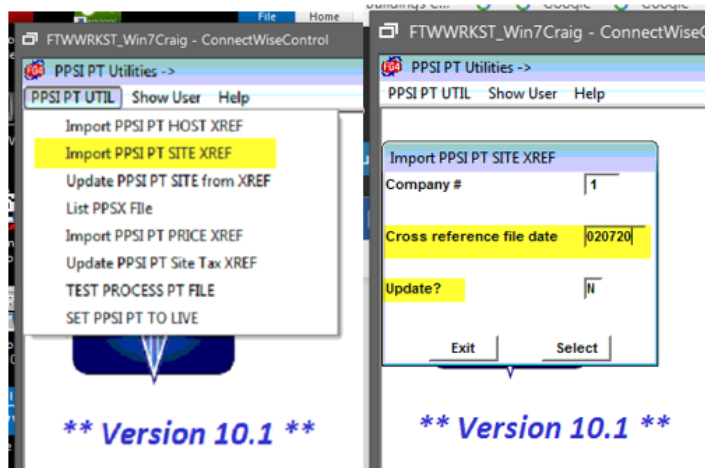 File Home
FTWWRKST_Win7Craig - ConnectWiseControl
PPSI PT Utilities ->
PPSI PT UTIL Show User Help
Import PPSI PT HOST XREF
Import PPSI PT SITE XREF
Update PPSI PT SITE from XREF
List PPSX FIle
Import PPSI PT PRICE XREF
Update PPSI PT Site Tax XREF
TEST PROCESS PT FILE
SET PPSI PT TO LIVE
** Version 10.1 **
FTWWRKST_Win7Craig - ConnectWiseC
PPSI PT Utilities ->
PPSI PT UTIL Show User Help
Import PPSI PT SITE XREF
Company # 1
Cross reference file date 020720
Update? N
Exit Select
** Version 10.1 **